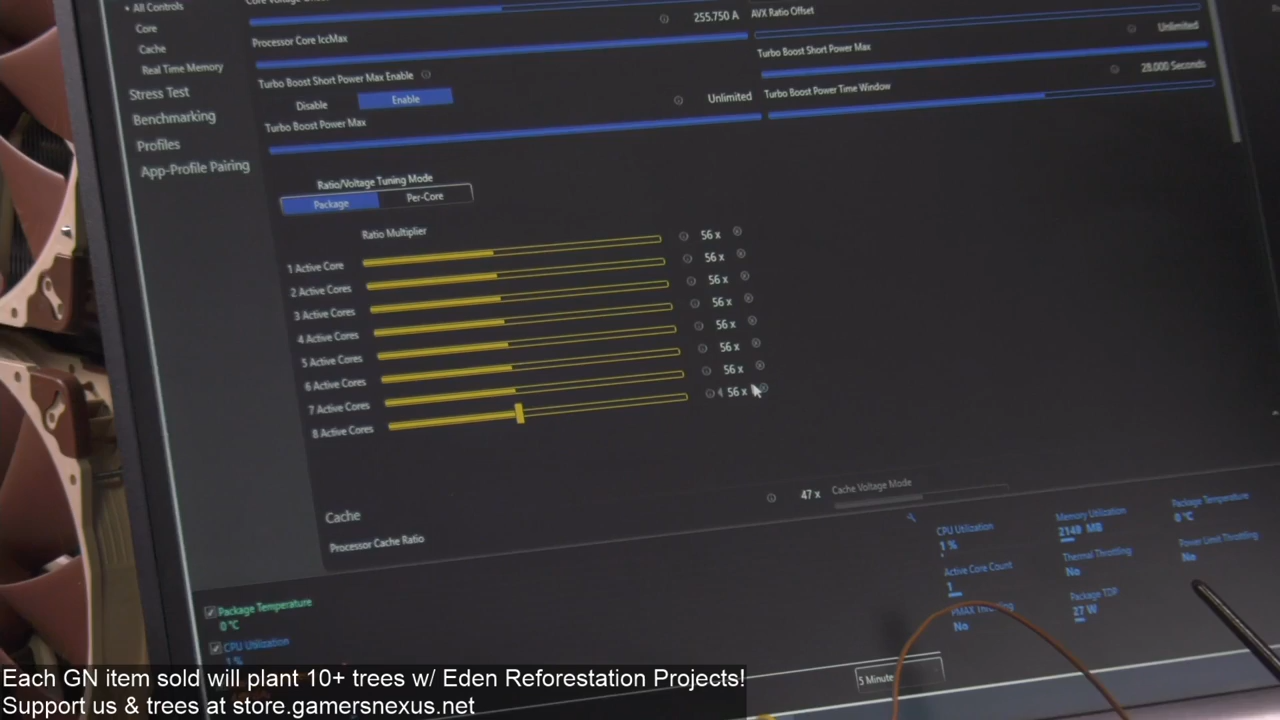 All Controls
Core
Cache
Real Time Memory
Stress Test
Benchmarking
Profiles
App-Profile Pairing
255.750 A
Processor Core IccMax
Turbo Boost Short Power Max Enable
Disable
Enable
Unlimited
Turbo Boost Power Max
AVX Ratio Offset
Unlimited
Turbo Boost Short Power Max
28.000 Seconds
Turbo Boost Power Time Window
Ratio/Voltage Tuning Mode
Package
Per-Core
Ratio Multiplier
1 Active Core
56 x
2 Active Cores
56 x
3 Active Cores
56 x
4 Active Cores
56 x
5 Active Cores
56 x
6 Active Cores
56 x
7 Active Cores
56 x
8 Active Cores
56 x
Cache
Processor Cache Ratio
47 x
Cache Voltage Mode
CPU Utilization
1 %
Memory Utilization
2149 MB
Package Temperature
0 °C
Active Core Count
1
Thermal Throttling
No
Power Limit Throttling
No
PMAX Throttling
No
Package TDP
27 W
Package Temperature
0 °C
CPU Utilization
1 %
5 Minute
Each GN item sold will plant 10+ trees w/ Eden Reforestation Projects!
Support us & trees at store.gamersnexus.net